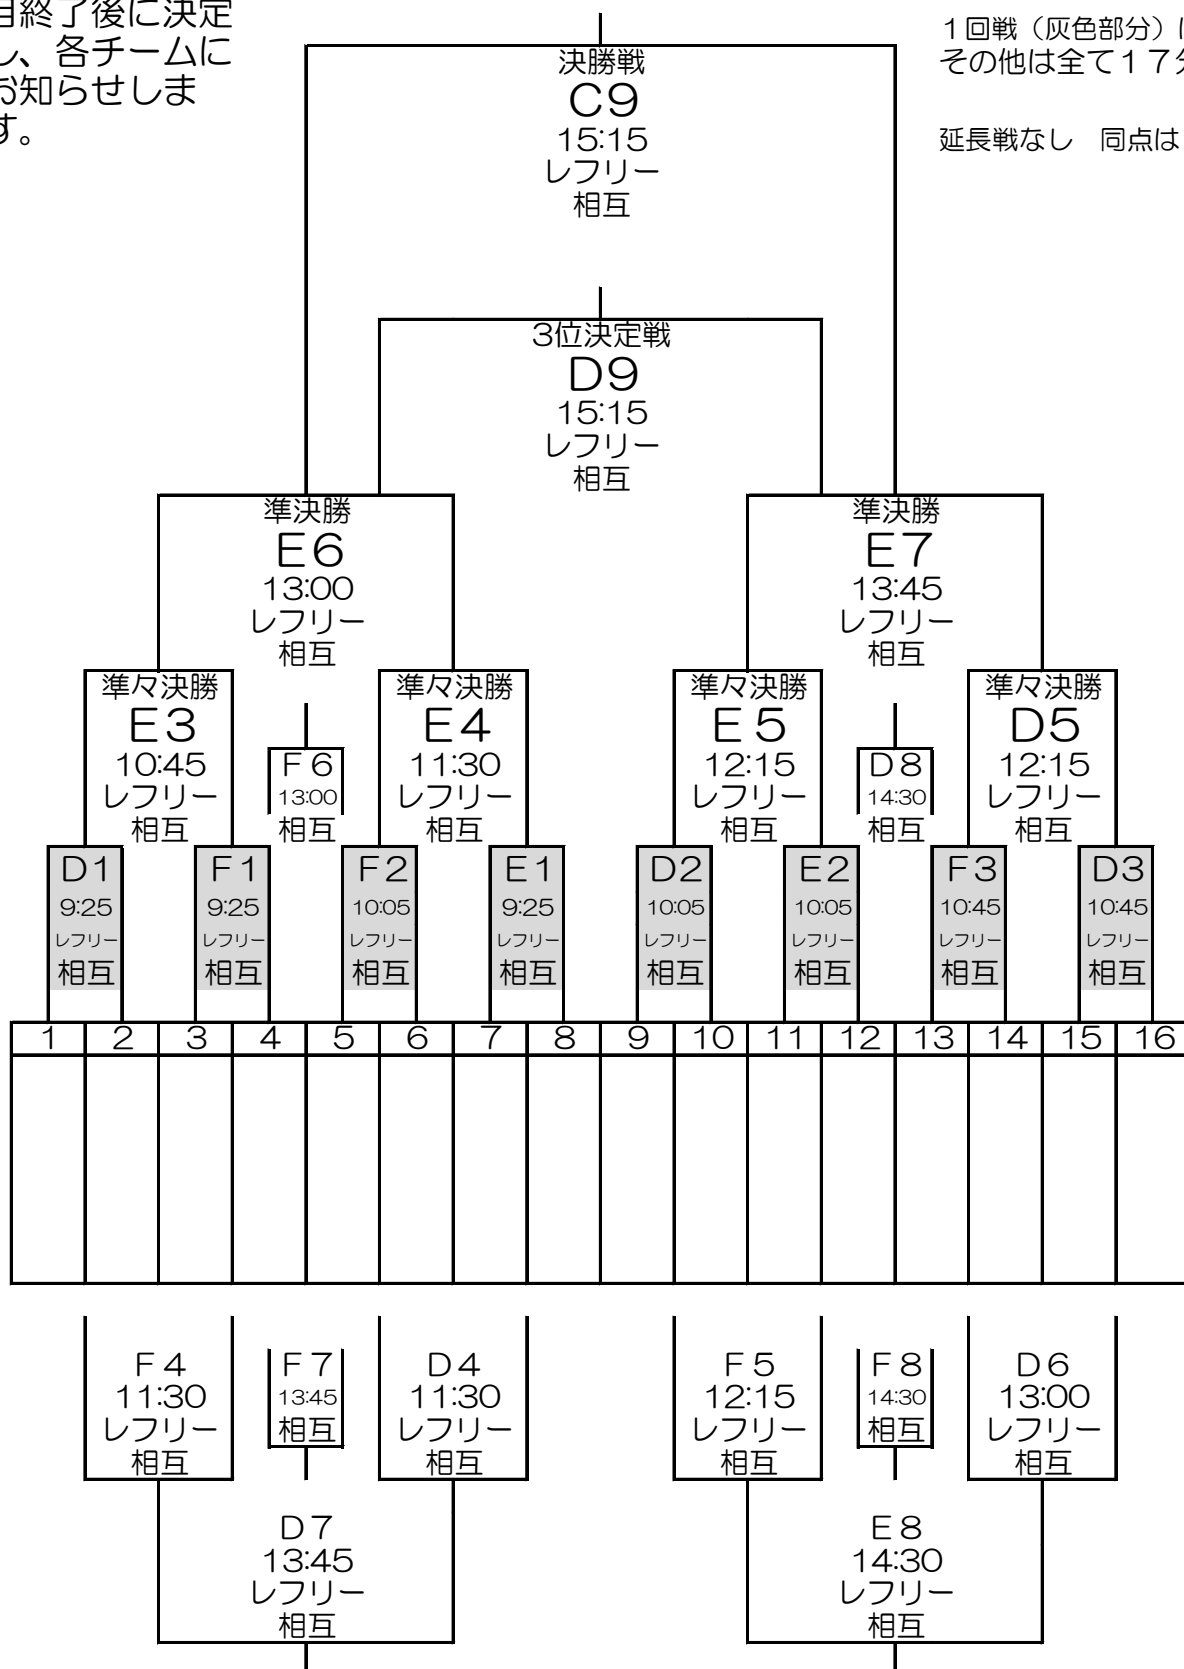 月終了後に決定
し、各チームに
お知らせしま
す。
１回戦（灰色部分）は
その他は全て１７分
延長戦なし　同点は
決勝戦
C9
15:15
レフリー
相互
3位決定戦
D9
15:15
レフリー
相互
準決勝
E6
13:00
レフリー
相互
準決勝
E7
13:45
レフリー
相互
準々決勝
E3
10:45
レフリー
相互
F6
13:00
相互
準々決勝
E4
11:30
レフリー
相互
準々決勝
E5
12:15
レフリー
相互
D8
14:30
相互
準々決勝
D5
12:15
レフリー
相互
D1
9:25
レフリー
相互
F1
9:25
レフリー
相互
F2
10:05
レフリー
相互
E1
9:25
レフリー
相互
D2
10:05
レフリー
相互
E2
10:05
レフリー
相互
F3
10:45
レフリー
相互
D3
10:45
レフリー
相互
1 2 3 4 5 6 7 8 9 10 11 12 13 14 15 16
F4
11:30
レフリー
相互
F7
13:45
相互
D4
11:30
レフリー
相互
F5
12:15
レフリー
相互
F8
14:30
相互
D6
13:00
レフリー
相互
D7
13:45
レフリー
相互
E8
14:30
レフリー
相互